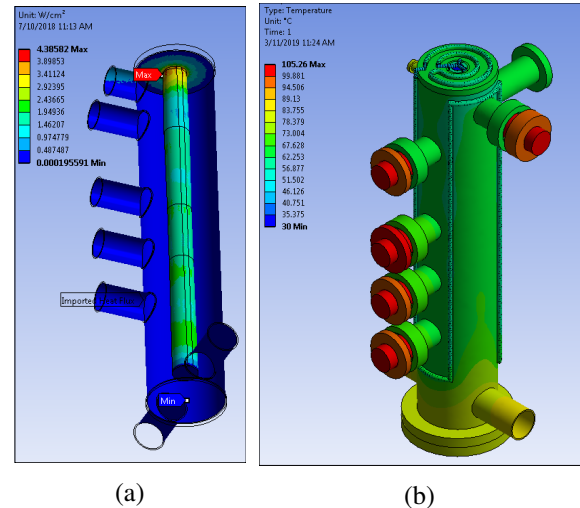 Unit: W/cm²
7/10/2018 11:13 AM
4.38582 Max
3.89853
3.41124
2.92395
2.43665
1.94936
1.46207
0.974779
0.487487
0.000195591 Min
Max
Imported
Min
(a)
Type: Temperature
Unit: °C
Time: 1
3/11/2019 11:24 AM
105.26 Max
99.881
94.506
89.13
83.755
78.379
73.004
67.628
62.253
56.877
51.502
46.126
40.751
35.375
30 Min
(b)